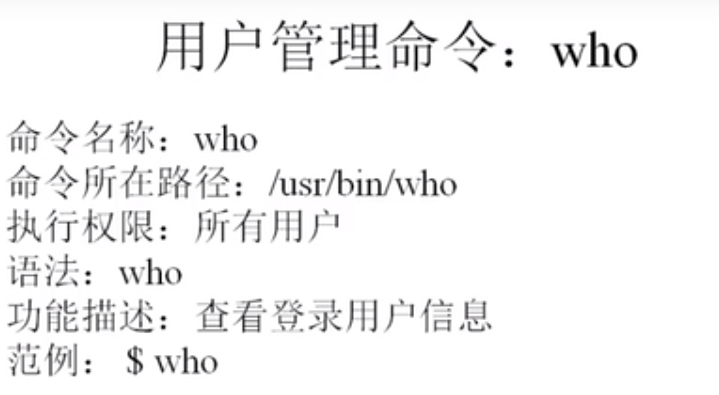 用户管理命令：who
命令名称：who
命令所在路径：/usr/bin/who
执行权限：所有用户
语法：who
功能描述：查看登录用户信息
范例： $ who